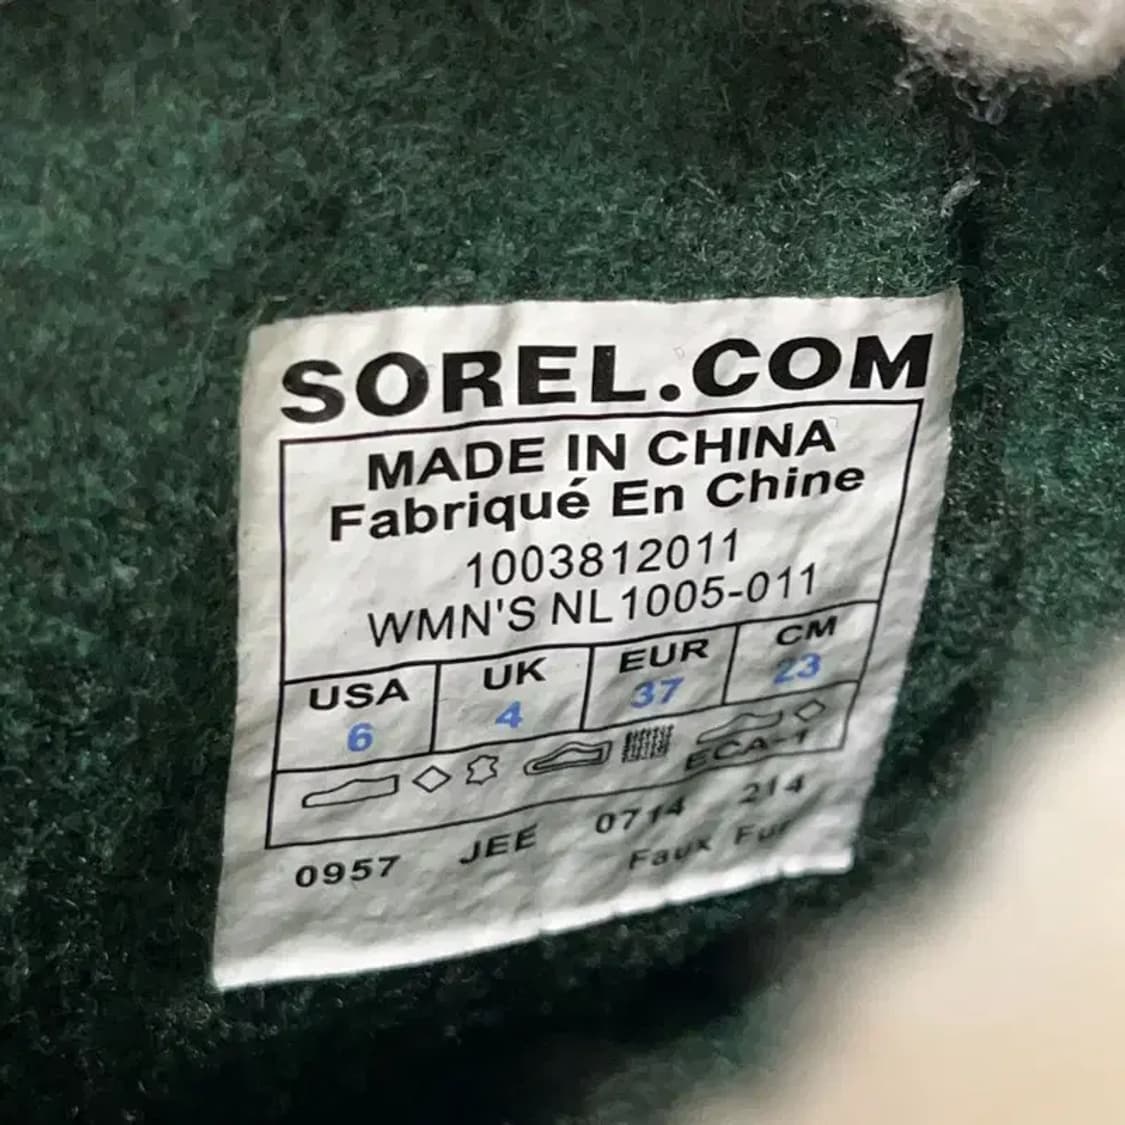 SOREL.COM
MADE IN CHINA
Fabriqué En Chine
1003812011
WMN'S NL1005-011
USA UK EUR CM
6 4 37 23
ECA-T
0957 JEE 0714 214
Faux Fur